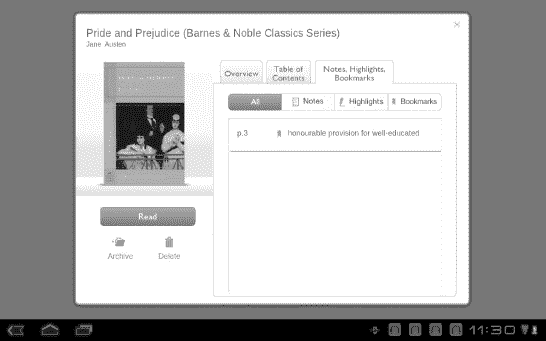 Pride and Prejudice (Barnes & Noble Classics Series)
Jane Austen
Overview
Table of
Contents
Notes, Highlights,
Bookmarks
All
Notes
Highlights
Bookmarks
p.3 honourable provision for well-educated
Read
Archive
Delete
11:30